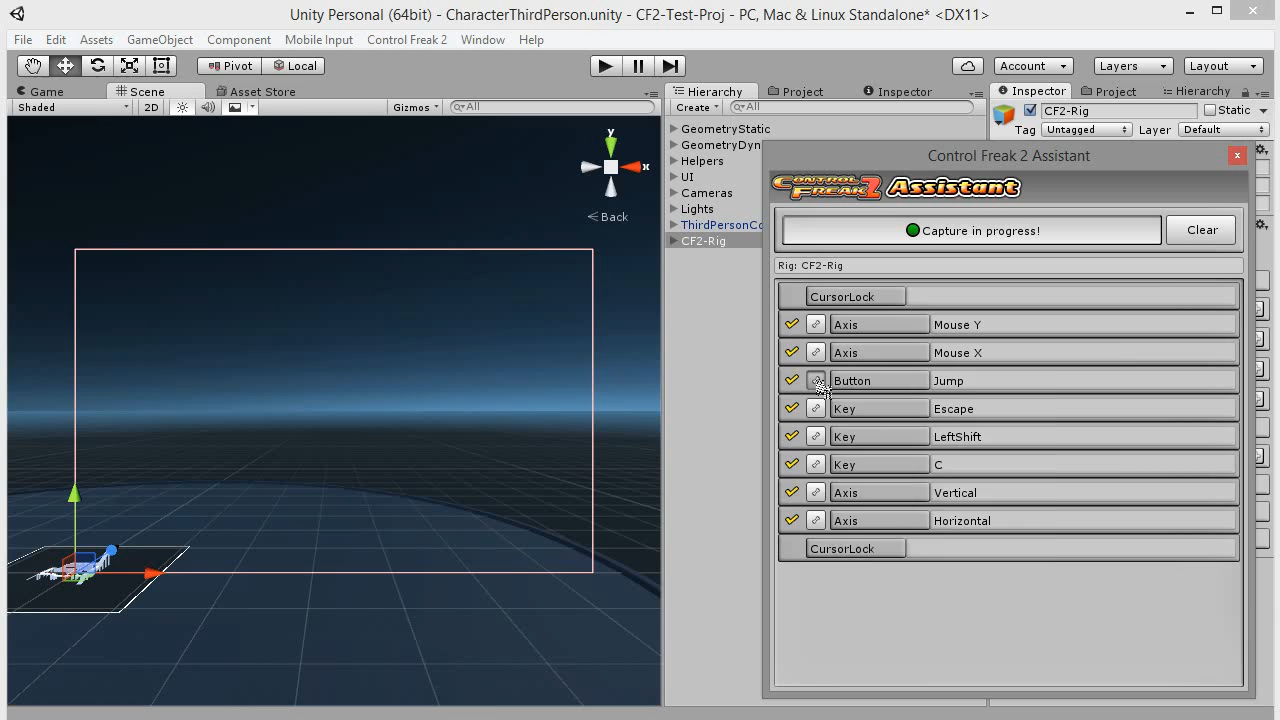 Unity Personal (64bit) - CharacterThirdPerson.unity - CF2-Test-Proj - PC, Mac & Linux Standalone* <DX11>
File Edit Assets GameObject Component Mobile Input Control Freak 2 Window Help
Pivot Local Account Layers Layout
Game Scene Asset Store Hierarchy Project Inspector Inspector Project Hierarchy
Shaded 2D Gizmos All Create All CF2-Rig Static
Tag Untagged Layer Default
GeometryStatic
GeometryDyn
Helpers
UI
Cameras
Lights
ThirdPersonCo
CF2-Rig
y
x
Back
Control Freak 2 Assistant
CONTROL FREAK 2 Assistant
Capture in progress! Clear
Rig: CF2-Rig
CursorLock
Axis Mouse Y
Axis Mouse X
Button Jump
Key Escape
Key LeftShift
Key C
Axis Vertical
Axis Horizontal
CursorLock